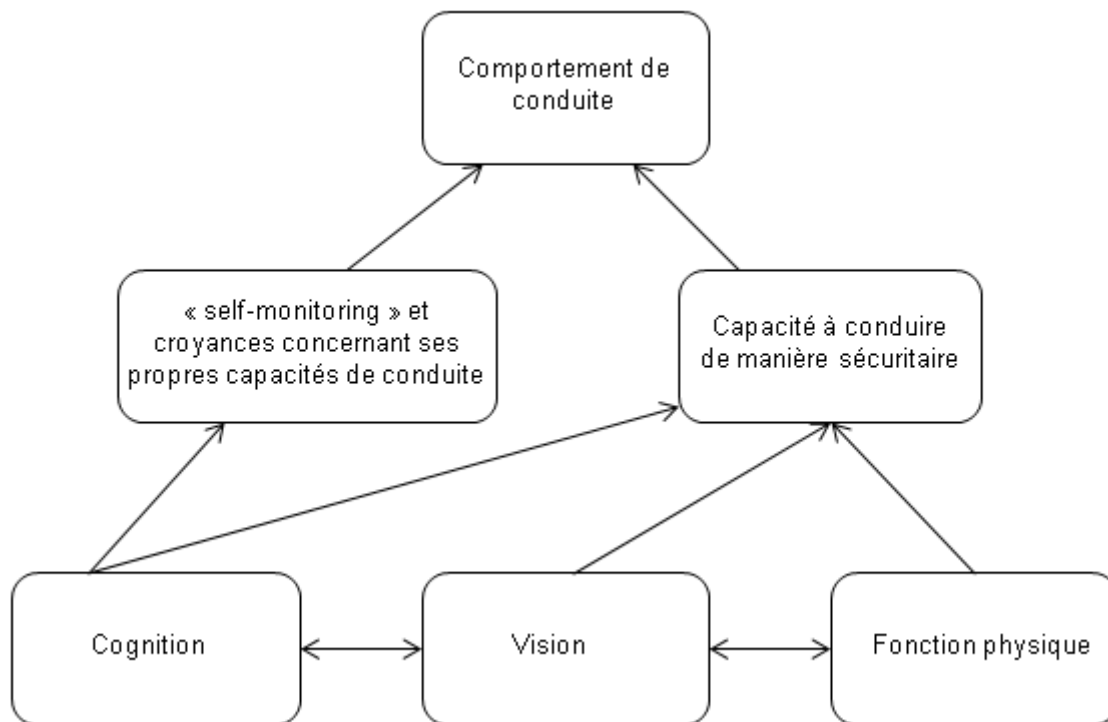 Comportement de
conduite
« self-monitoring » et
croyances concernant ses
propres capacités de conduite
Capacité à conduire
de manière sécuritaire
Cognition
Vision
Fonction physique